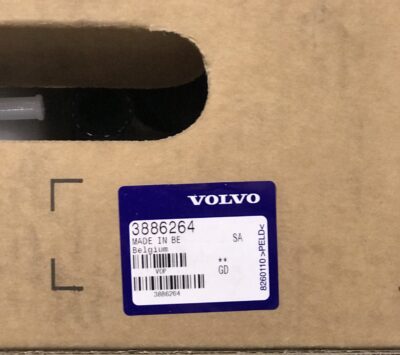 VOLVO
3886264
MADE IN BE
SA
Belgium
**
VOP
GD
3886264
8260110 >PELD<